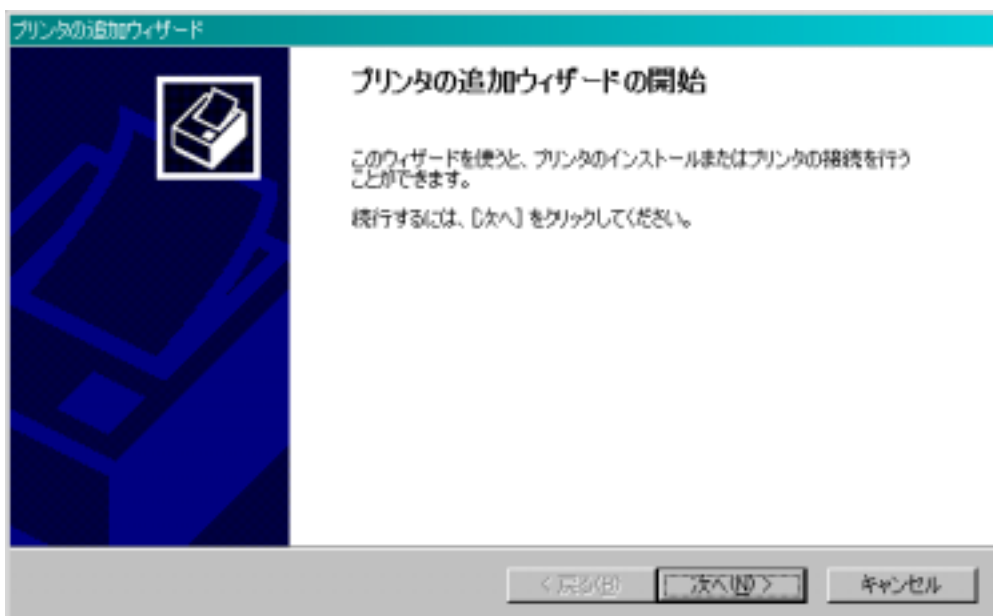 プリンタの追加ウィザード
プリンタの追加ウィザードの開始
このウィザードを使うと、プリンタのインストールまたはプリンタの接続を行う
ことができます。
続行するには、[次へ] をクリックしてください。
< 戻る(B)
次へ(N) >
キャンセル